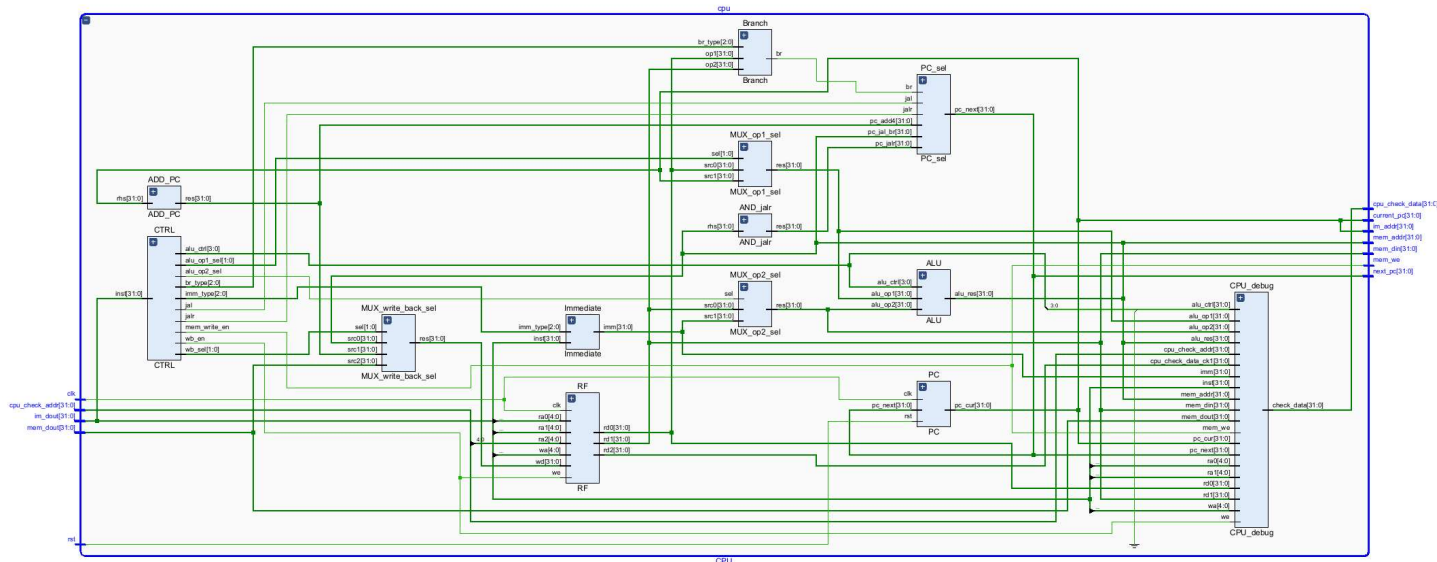 cpu
Branch
br_type[2:0]
op1[31:0]
op2[31:0]
br
Branch
PC_sel
br
jal
jalr
pc_add4[31:0]
pc_jal_br[31:0]
pc_jalr[31:0]
pc_next[31:0]
PC_sel
MUX_op1_sel
sel[1:0]
src0[31:0]
src1[31:0]
res[31:0]
MUX_op1_sel
ADD_PC
rhs[31:0]
res[31:0]
ADD_PC
AND_jalr
rhs[31:0]
res[31:0]
AND_jalr
CTRL
inst[31:0]
alu_ctrl[3:0]
alu_op1_sel[1:0]
alu_op2_sel
br_type[2:0]
imm_type[2:0]
jal
jalr
mem_write_en
wb_en
wb_sel[1:0]
CTRL
MUX_write_back_sel
sel[1:0]
src0[31:0]
src1[31:0]
src2[31:0]
res[31:0]
MUX_write_back_sel
Immediate
imm_type[2:0]
inst[31:0]
imm[31:0]
Immediate
MUX_op2_sel
sel
src0[31:0]
src1[31:0]
res[31:0]
MUX_op2_sel
ALU
alu_ctrl[3:0]
alu_op1[31:0]
alu_op2[31:0]
alu_res[31:0]
ALU
RF
clk
ra0[4:0]
ra1[4:0]
4:0
ra2[4:0]
wa[4:0]
wd[31:0]
we
rd0[31:0]
rd1[31:0]
rd2[31:0]
RF
PC
clk
pc_next[31:0]
rst
pc_cur[31:0]
PC
CPU_debug
3:0
alu_ctrl[31:0]
alu_op1[31:0]
alu_op2[31:0]
alu_res[31:0]
cpu_check_addr[31:0]
cpu_check_data_ck1[31:0]
imm[31:0]
inst[31:0]
mem_addr[31:0]
mem_din[31:0]
mem_dout[31:0]
mem_we
pc_cur[31:0]
pc_next[31:0]
ra0[4:0]
ra1[4:0]
rd0[31:0]
rd1[31:0]
wa[4:0]
we
check_data[31:0]
CPU_debug
clk
cpu_check_addr[31:0]
im_dout[31:0]
mem_dout[31:0]
rst
cpu_check_data[31:0]
current_pc[31:0]
im_addr[31:0]
mem_addr[31:0]
mem_din[31:0]
mem_we
next_pc[31:0]
CPU